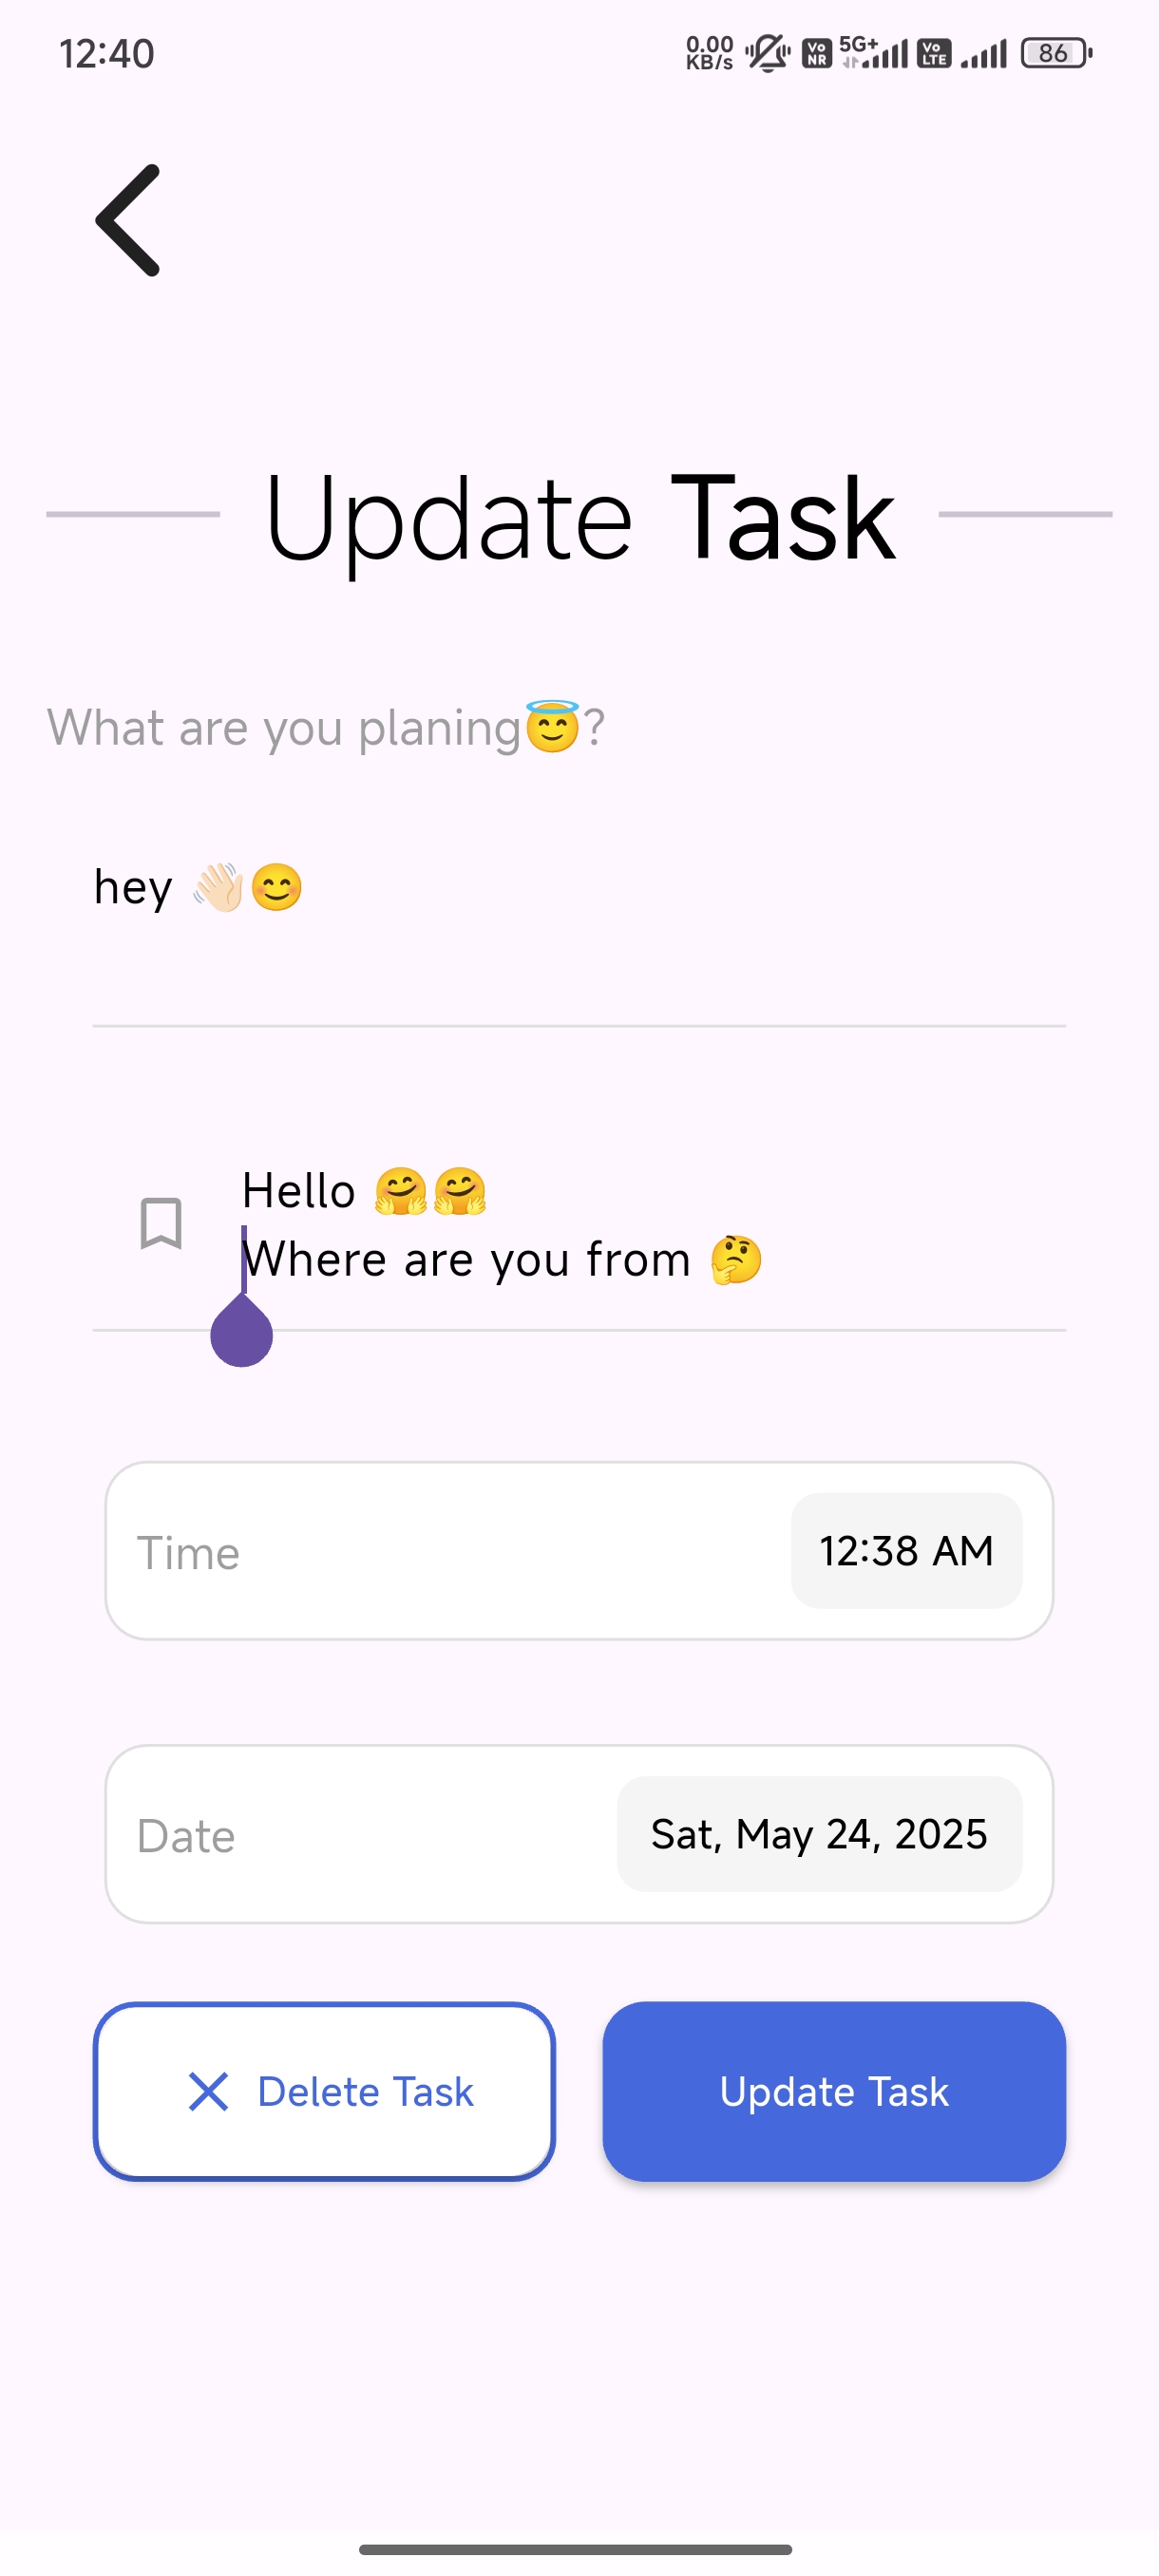 12:40
0.00 KB/s Vo NR 5G+ Vo LTE 86
Update Task
What are you planing😇?
hey 👋🏻😊
Hello 🤗🤗
Where are you from 🤔
Time 12:38 AM
Date Sat, May 24, 2025
Delete Task Update Task